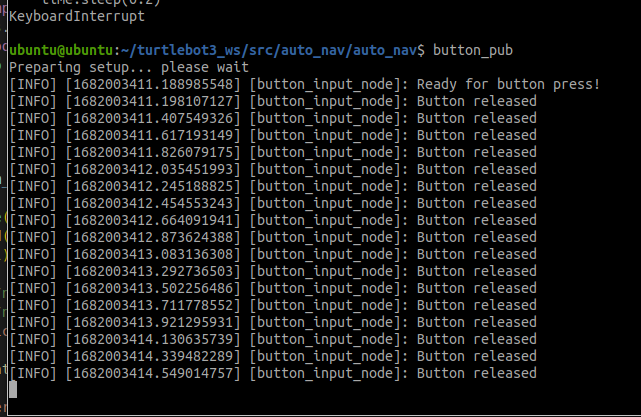 time.sleep(0.2)
KeyboardInterrupt
ubuntu@ubuntu:~/turtlebot3_ws/src/auto_nav/auto_nav$ button_pub
Preparing setup... please wait
[INFO] [1682003411.188985548] [button_input_node]: Ready for button press!
[INFO] [1682003411.198107127] [button_input_node]: Button released
[INFO] [1682003411.407549326] [button_input_node]: Button released
[INFO] [1682003411.617193149] [button_input_node]: Button released
[INFO] [1682003411.826079175] [button_input_node]: Button released
[INFO] [1682003412.035451993] [button_input_node]: Button released
[INFO] [1682003412.245188825] [button_input_node]: Button released
[INFO] [1682003412.454553243] [button_input_node]: Button released
[INFO] [1682003412.664091941] [button_input_node]: Button released
[INFO] [1682003412.873624388] [button_input_node]: Button released
[INFO] [1682003413.083136308] [button_input_node]: Button released
[INFO] [1682003413.292736503] [button_input_node]: Button released
[INFO] [1682003413.502256486] [button_input_node]: Button released
[INFO] [1682003413.711778552] [button_input_node]: Button released
[INFO] [1682003413.921295931] [button_input_node]: Button released
[INFO] [1682003414.130635739] [button_input_node]: Button released
[INFO] [1682003414.339482289] [button_input_node]: Button released
[INFO] [1682003414.549014757] [button_input_node]: Button released